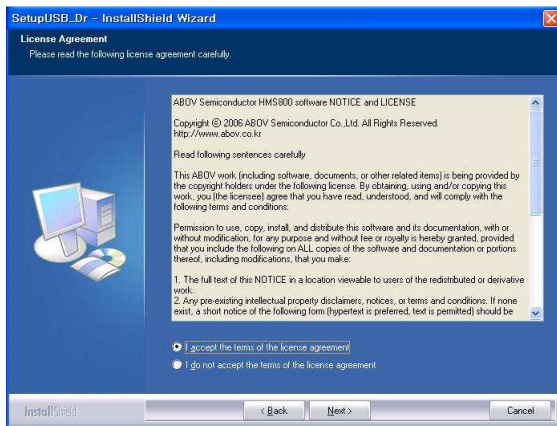 SetupUSB_Dr - InstallShield Wizard
License Agreement
Please read the following license agreement carefully.
ABOV Semiconductor HMS800 software NOTICE and LICENSE
Copyright © 2006 ABOV Semiconductor Co.,Ltd. All Rights Reserved.
http://www.abov.co.kr
Read following sentences carefully
This ABOV work (including software, documents, or other related items) is being provided by
the copyright holders under the following license. By obtaining, using and/or copying this
work, you (the licensee) agree that you have read, understood, and will comply with the
following terms and conditions:
Permission to use, copy, install, and distribute this software and its documentation, with or
without modification, for any purpose and without fee or royalty is hereby granted, provided
that you include the following on ALL copies of the software and documentation or portions
thereof, including modifications, that you make:
1. The full text of this NOTICE in a location viewable to users of the redistributed or derivative
work.
2. Any pre-existing intellectual property disclaimers, notices, or terms and conditions. If none
exist, a short notice of the following form (hypertext is preferred, text is permitted) should be
I accept the terms of the license agreement
I do not accept the terms of the license agreement
InstallShield
< Back
Next >
Cancel